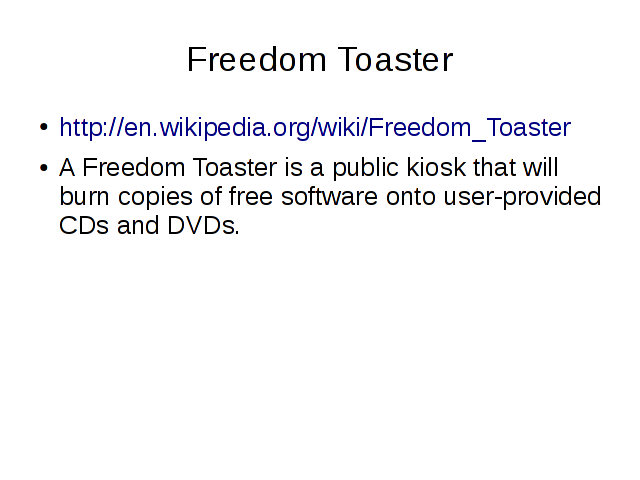 Freedom Toaster
• http://en.wikipedia.org/wiki/Freedom_Toaster
• A Freedom Toaster is a public kiosk that will
burn copies of free software onto user-provided
CDs and DVDs.